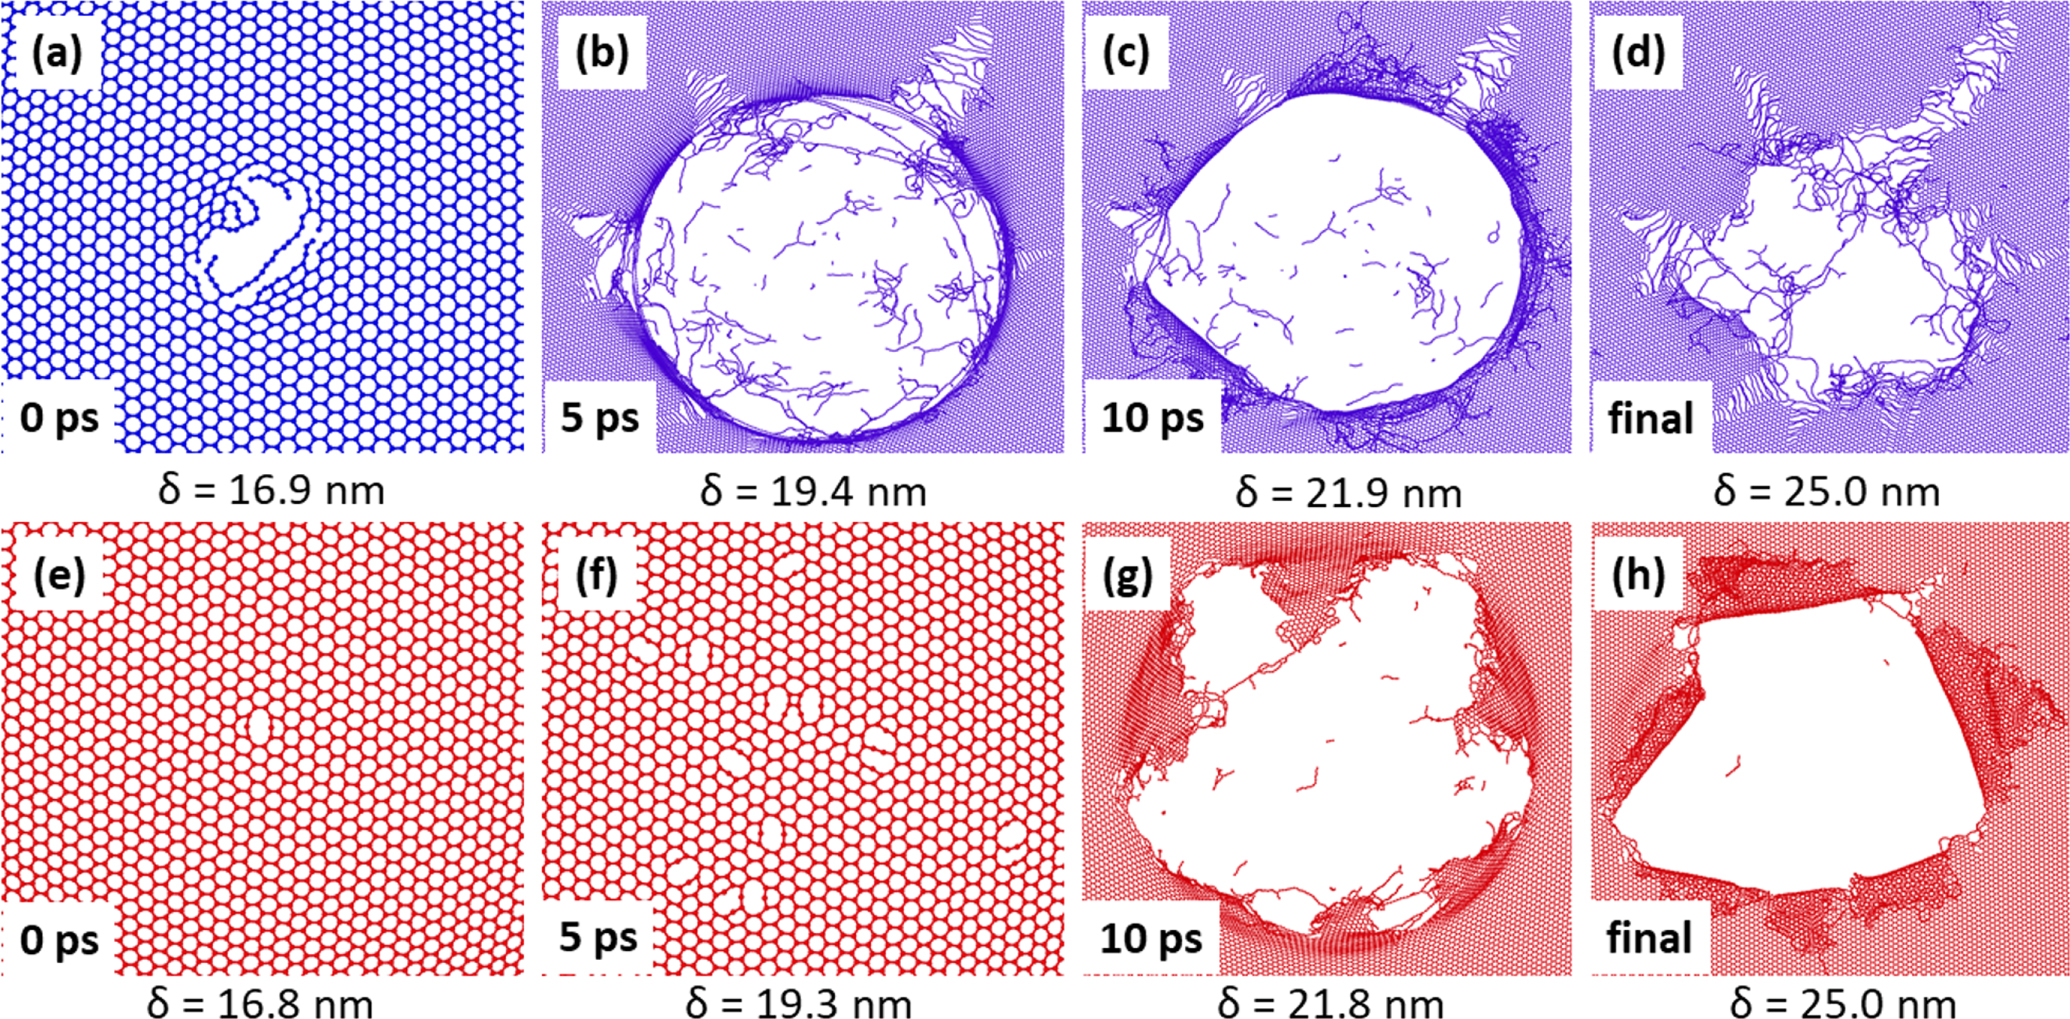 (a)
(b)
(c)
(d)
0 ps
5 ps
10 ps
final
δ = 16.9 nm
δ = 19.4 nm
δ = 21.9 nm
δ = 25.0 nm
(e)
(f)
(g)
(h)
0 ps
5 ps
10 ps
final
δ = 16.8 nm
δ = 19.3 nm
δ = 21.8 nm
δ = 25.0 nm